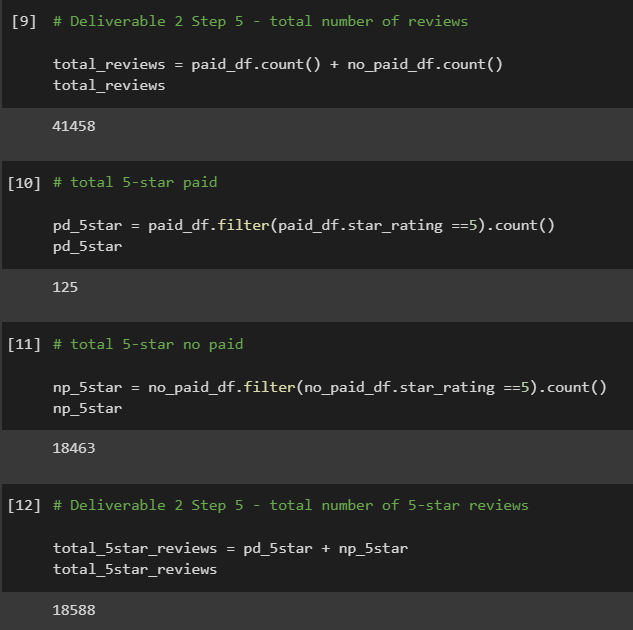 [9] # Deliverable 2 Step 5 - total number of reviews
total_reviews = paid_df.count() + no_paid_df.count()
total_reviews
41458
[10] # total 5-star paid
pd_5star = paid_df.filter(paid_df.star_rating ==5).count()
pd_5star
125
[11] # total 5-star no paid
np_5star = no_paid_df.filter(no_paid_df.star_rating ==5).count()
np_5star
18463
[12] # Deliverable 2 Step 5 - total number of 5-star reviews
total_5star_reviews = pd_5star + np_5star
total_5star_reviews
18588